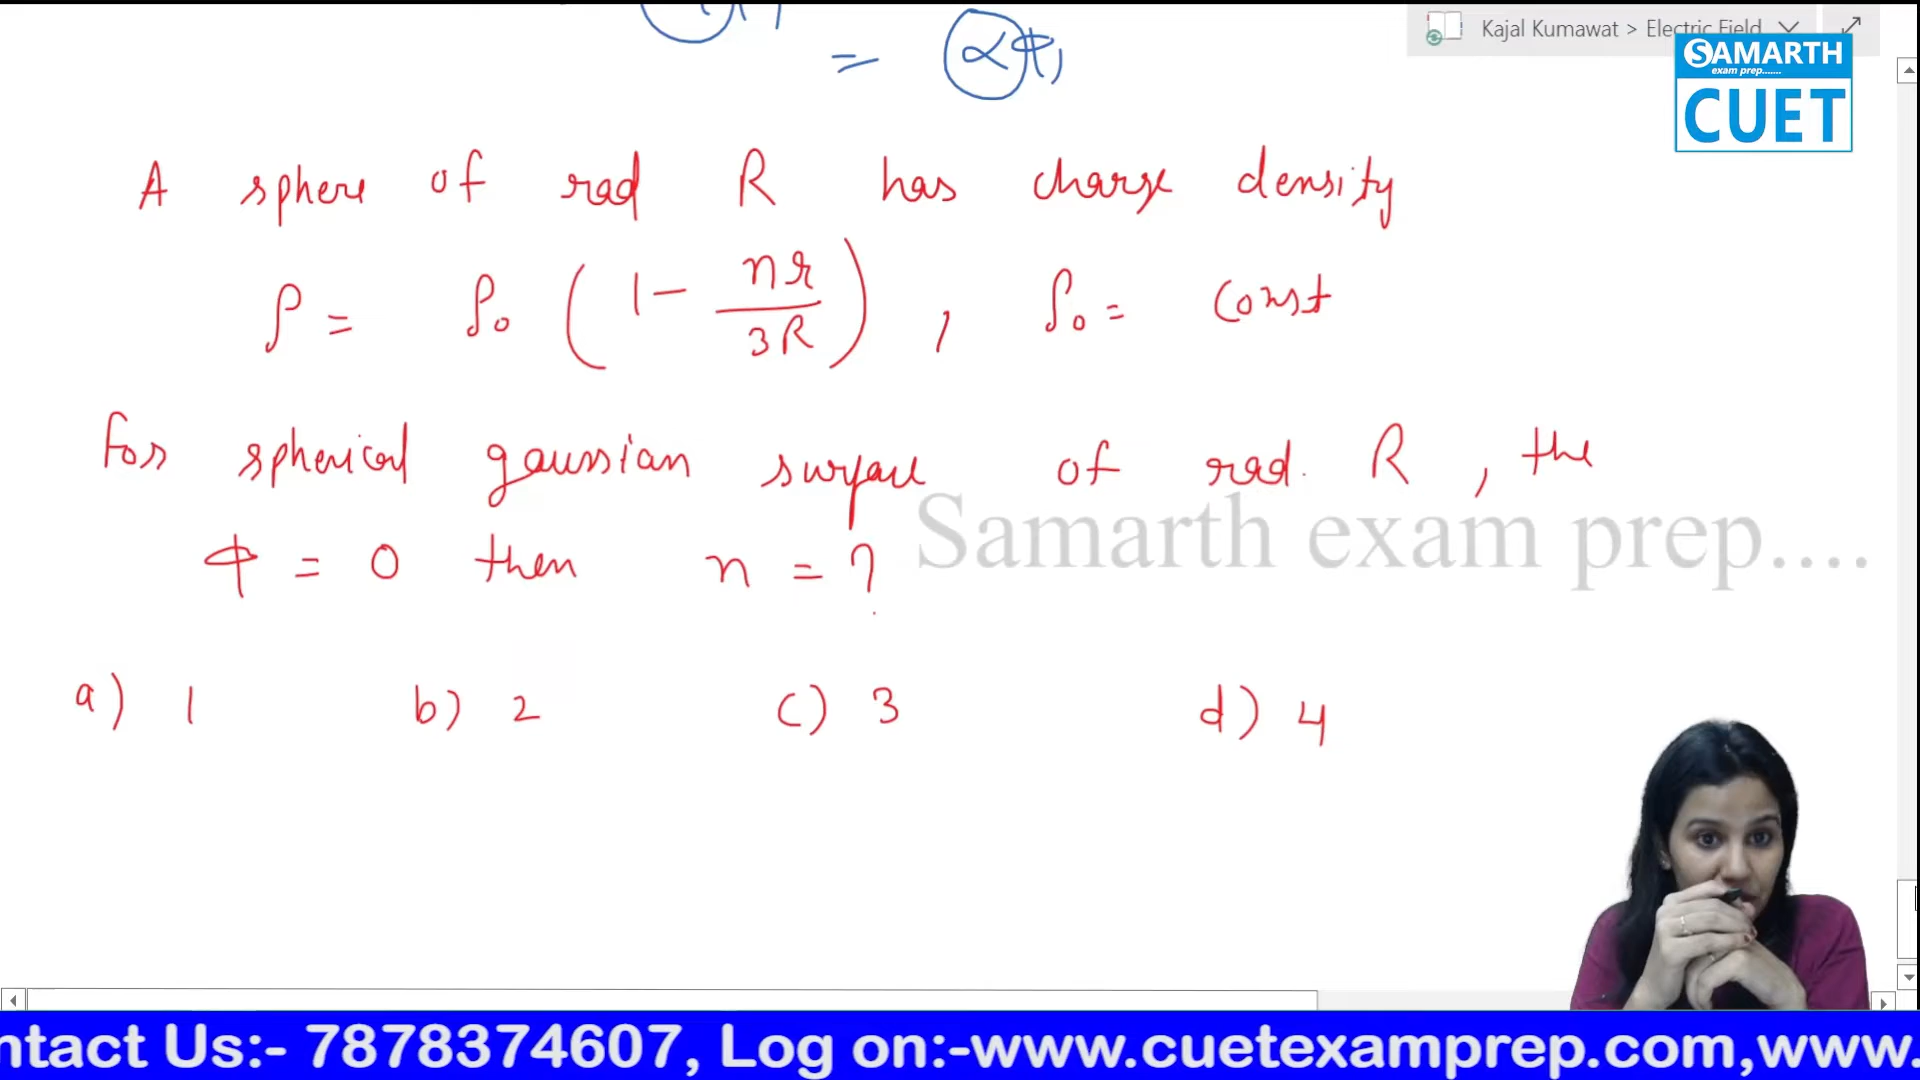 Kajal Kumawat > Electric Field
SAMARTH
exam prep.......
CUET
= αφ₁
A sphere of rad R has charge density
ρ = ρ₀ (1 - nr/3R) , ρ₀ = const
For spherical gaussian surface of rad. R, the
φ = 0 then n = ?
Samarth exam prep....
a) 1 b) 2 c) 3 d) 4
ntact Us:- 7878374607, Log on:-www.cuetexamprep.com,www.